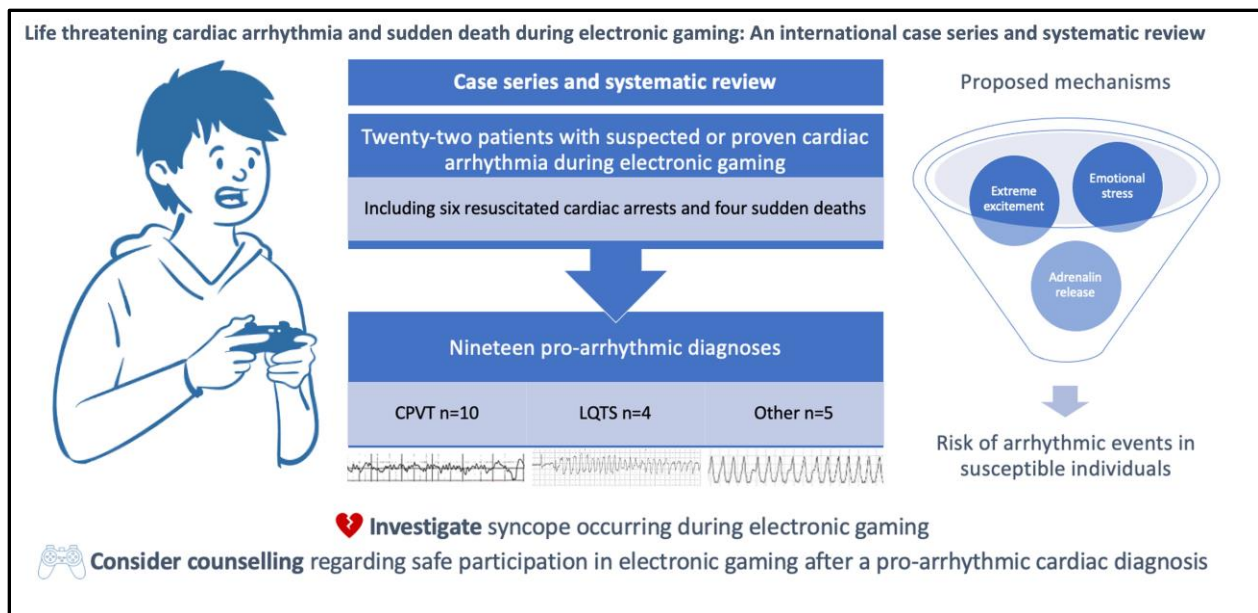 Life threatening cardiac arrhythmia and sudden death during electronic gaming: An international case series and systematic review
Case series and systematic review
Twenty-two patients with suspected or proven cardiac
arrhythmia during electronic gaming
Including six resuscitated cardiac arrests and four sudden deaths
Nineteen pro-arrhythmic diagnoses
CPVT n=10
LQTS n=4
Other n=5
Proposed mechanisms
Extreme
excitement
Emotional
stress
Adrenalin
release
Risk of arrhythmic events in
susceptible individuals
Investigate syncope occurring during electronic gaming
Consider counselling regarding safe participation in electronic gaming after a pro-arrhythmic cardiac diagnosis